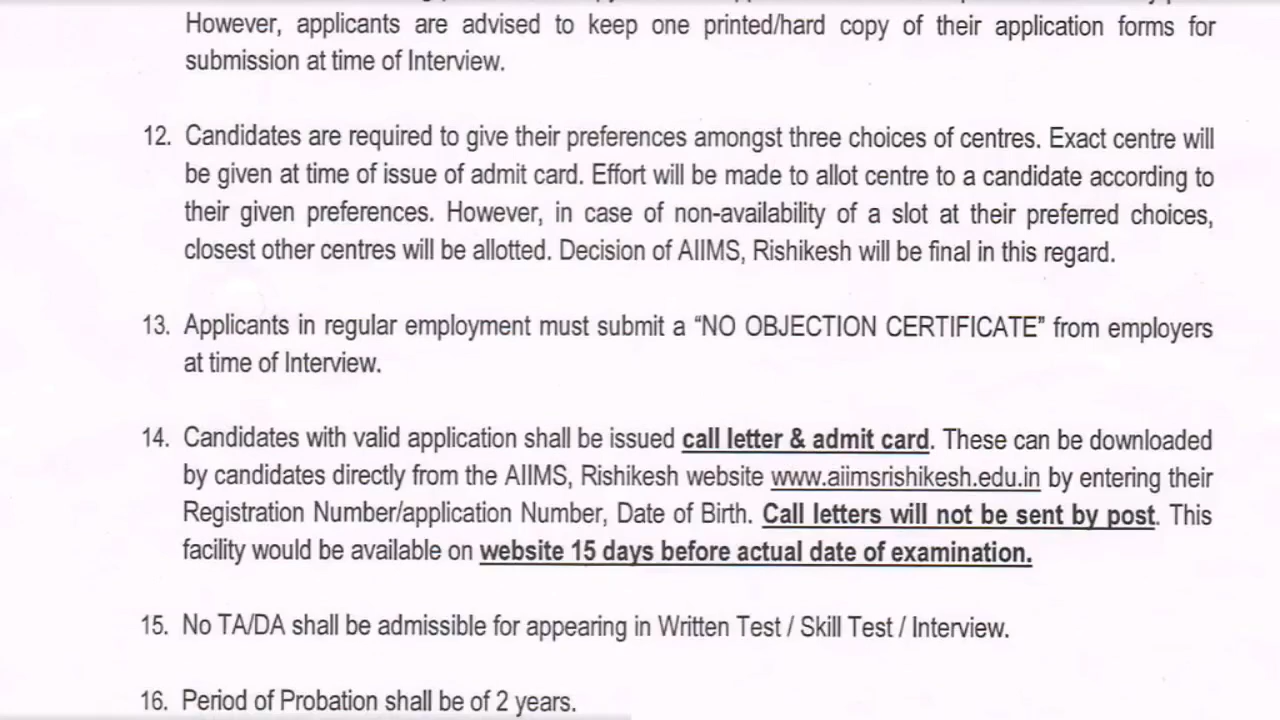 However, applicants are advised to keep one printed/hard copy of their application forms for
submission at time of Interview.
12. Candidates are required to give their preferences amongst three choices of centres. Exact centre will
be given at time of issue of admit card. Effort will be made to allot centre to a candidate according to
their given preferences. However, in case of non-availability of a slot at their preferred choices,
closest other centres will be allotted. Decision of AIIMS, Rishikesh will be final in this regard.
13. Applicants in regular employment must submit a “NO OBJECTION CERTIFICATE” from employers
at time of Interview.
14. Candidates with valid application shall be issued call letter & admit card. These can be downloaded
by candidates directly from the AIIMS, Rishikesh website www.aiimsrishikesh.edu.in by entering their
Registration Number/application Number, Date of Birth. Call letters will not be sent by post. This
facility would be available on website 15 days before actual date of examination.
15. No TA/DA shall be admissible for appearing in Written Test / Skill Test / Interview.
16. Period of Probation shall be of 2 years.